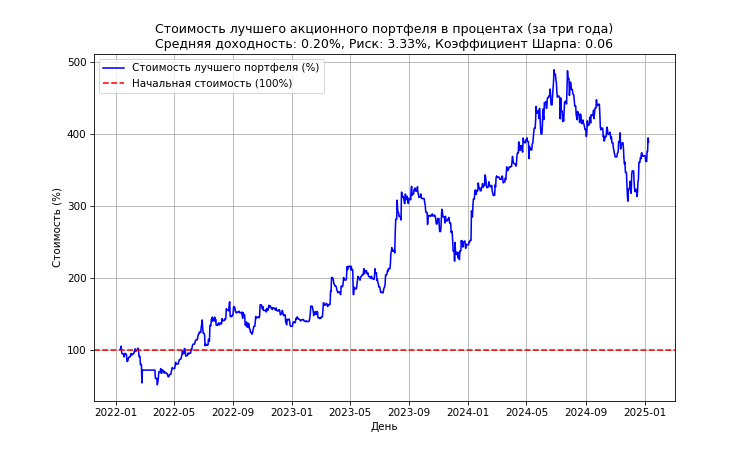 Стоимость лучшего акционного портфеля в процентах (за три года)
Средняя доходность: 0.20%, Риск: 3.33%, Коэффициент Шарпа: 0.06
500
400
300
200
100
Стоимость (%)
Стоимость лучшего портфеля (%)
Начальная стоимость (100%)
2022-01 2022-05 2022-09 2023-01 2023-05 2023-09 2024-01 2024-05 2024-09 2025-01
День